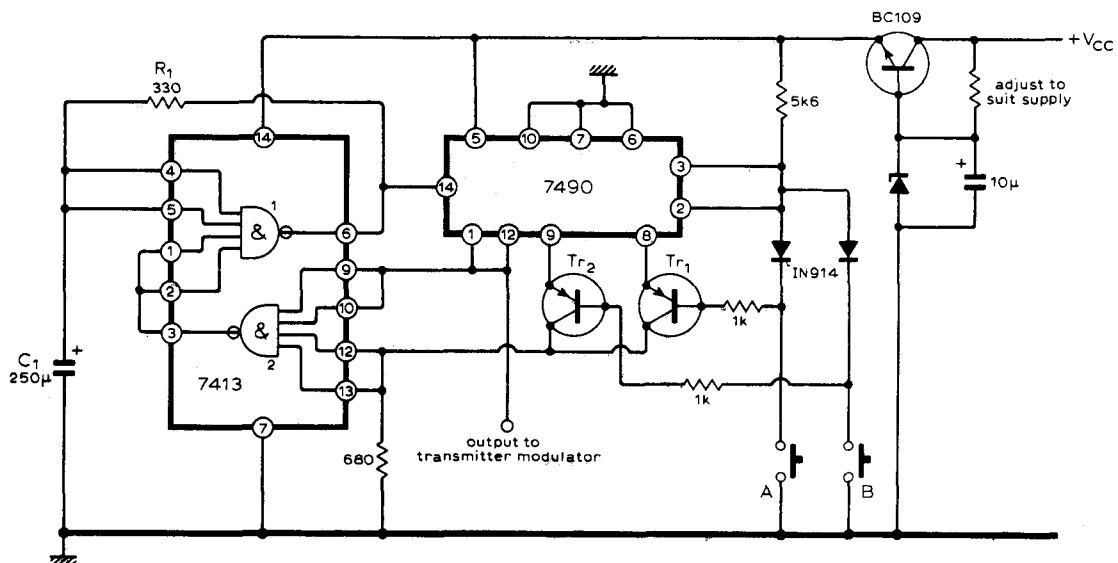 BC109
+VCC
R1
330
14
5k6
adjust to
suit supply
5
10
7
6
4
3
+
14
7490
10μ
5
1
2
&
6
1
1
12
9
8
9
Tr2
Tr1
IN914
2
10
1k
3
&
+
C1
250μ
2
12
7413
13
1k
7
output to
transmitter modulator
680
A
B